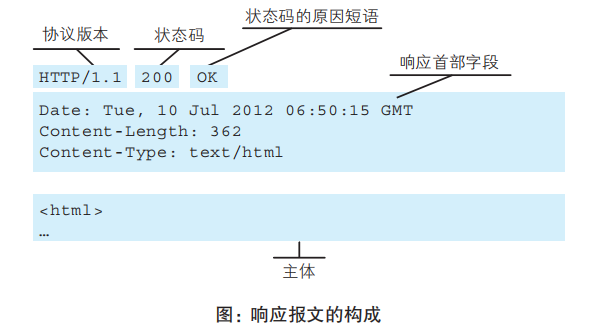 状态码的原因短语
协议版本
状态码
响应首部字段
HTTP/1.1 200 OK
Date: Tue, 10 Jul 2012 06:50:15 GMT
Content-Length: 362
Content-Type: text/html
<html>
…
主体
图：响应报文的构成